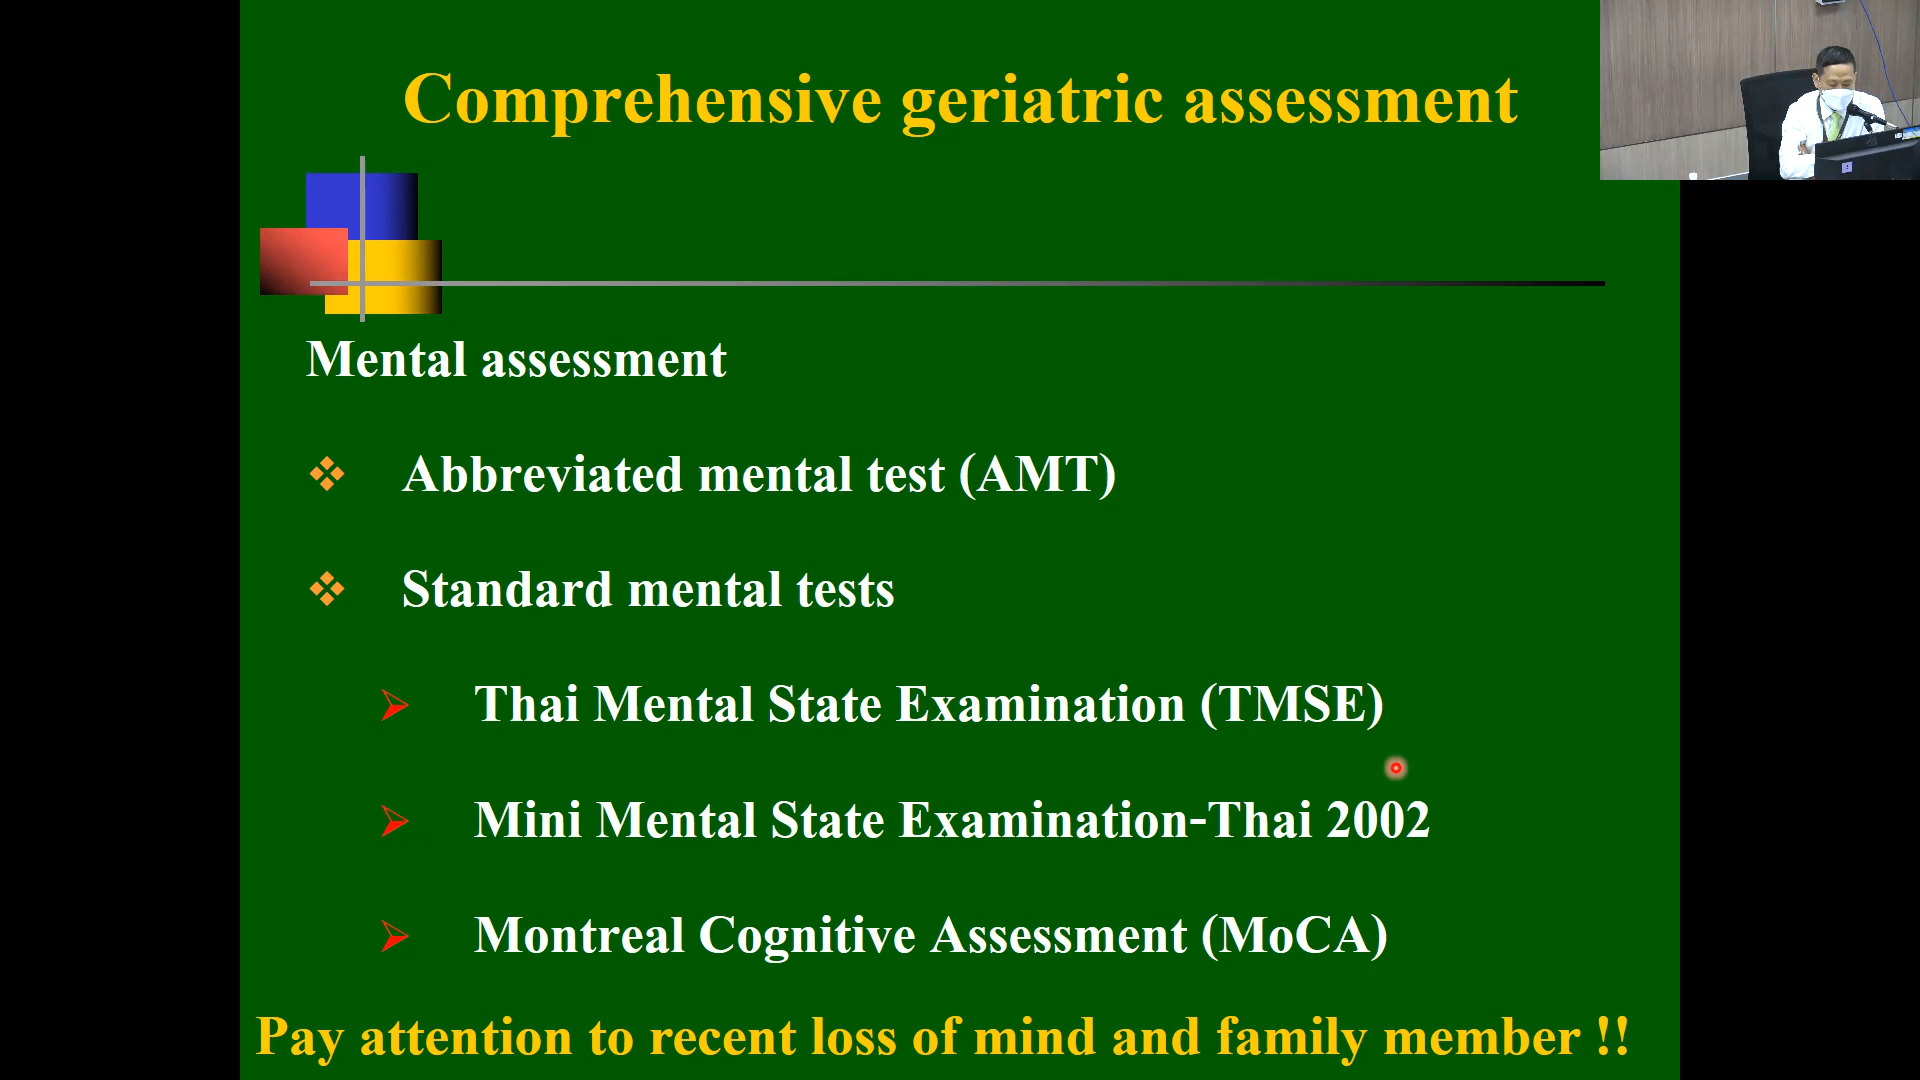 Comprehensive geriatric assessment
Mental assessment
Abbreviated mental test (AMT)
Standard mental tests
Thai Mental State Examination (TMSE)
Mini Mental State Examination-Thai 2002
Montreal Cognitive Assessment (MoCA)
Pay attention to recent loss of mind and family member !!